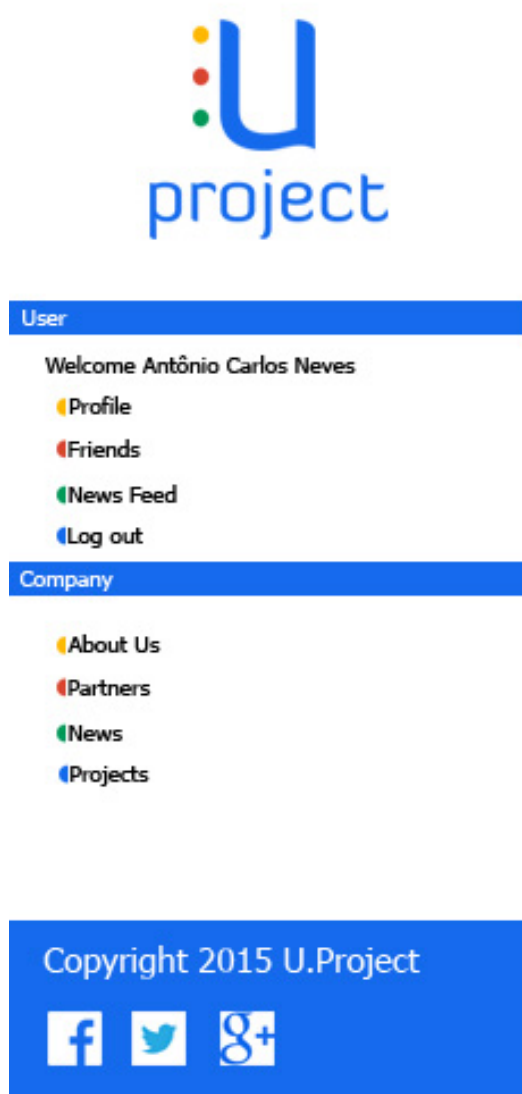 U
project
User
Welcome Antônio Carlos Neves
Profile
Friends
News Feed
Log out
Company
About Us
Partners
News
Projects
Copyright 2015 U.Project
f g+